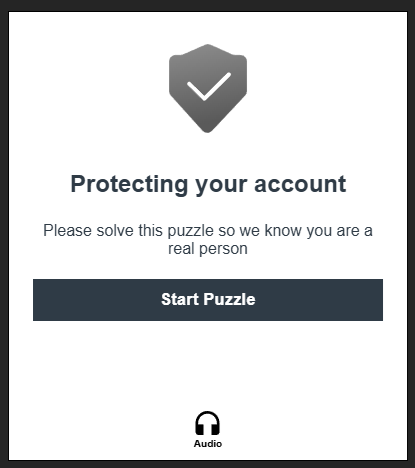 Protecting your account
Please solve this puzzle so we know you are a
real person
Start Puzzle
Audio